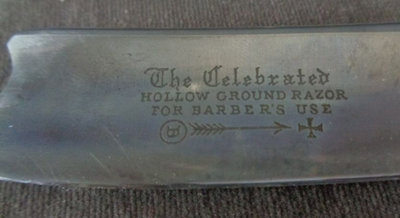 The Celebrated
HOLLOW GROUND RAZOR
FOR BARBER'S USE